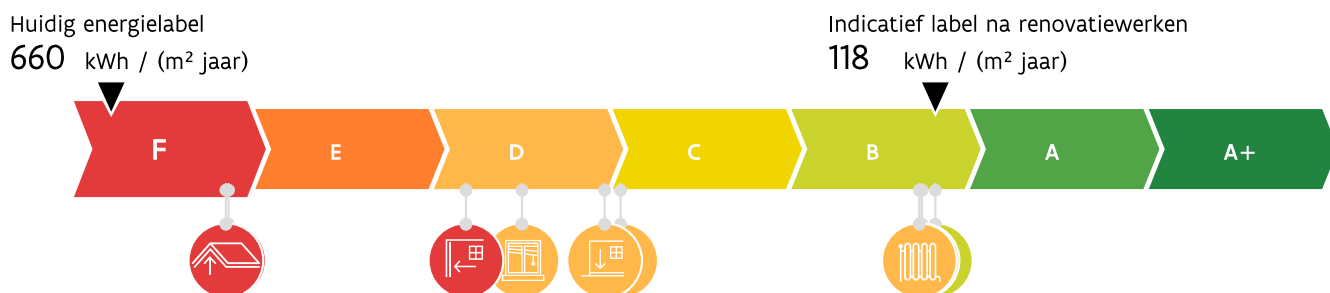 Huidig energielabel
660 kWh / (m² jaar)
Indicatief label na renovatiewerken
118 kWh / (m² jaar)
F E D C B A A+